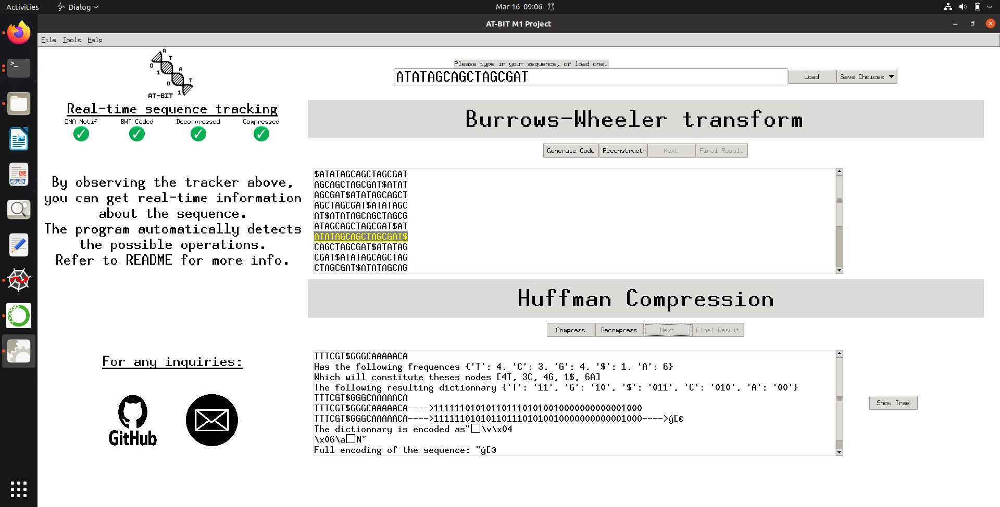 Activities
Dialog
Mar 16 09:06
AT-BIT M1 Project
File Tools Help
A
T
0
1
A
0
T
AT-BIT 1
Please type in your sequence, or load one.
ATATAGCAGCTAGCGAT
Load
Save Choices
Real-time sequence tracking
DNA Motif BWT Coded Decompressed Compressed
Burrows-Wheeler transform
Generate Code Reconstruct Next Final Result
By observing the tracker above,
you can get real-time information
about the sequence.
The program automatically detects
the possible operations.
Refer to README for more info.
$ATATAGCAGCTAGCGAT
AGCAGCTAGCGAT$ATAT
AGCGAT$ATATAGCAGCT
AGCTAGCGAT$ATATAGC
AT$ATATAGCAGCTAGCG
ATAGCAGCTAGCGAT$AT
ATATAGCAGCTAGCGAT$
CAGCTAGCGAT$ATATAG
CGAT$ATATAGCAGCTAG
CTAGCGAT$ATATAGCAG
Huffman Compression
Compress Decompress Next Final Result
For any inquiries:
GitHub
TTTCGT$GGGCAAAAACA
Has the following frequences {'T': 4, 'C': 3, 'G': 4, '$': 1, 'A': 6}
Which will constitute theses nodes [4T, 3C, 4G, 1$, 6A]
The following resulting dictionnary {'T': '11', 'G': '10', '$': '011', 'C': '010', 'A': '00'}
TTTCGT$GGGCAAAAACA
TTTCGT$GGGCAAAAACA---->1111110101011011101010010000000000001000
TTTCGT$GGGCAAAAACA---->1111110101011011101010010000000000001000---->ý[@
The dictionnary is encoded as"□\v\x04
\x06\a□N"
Full encoding of the sequence: "ý[@
Show Tree